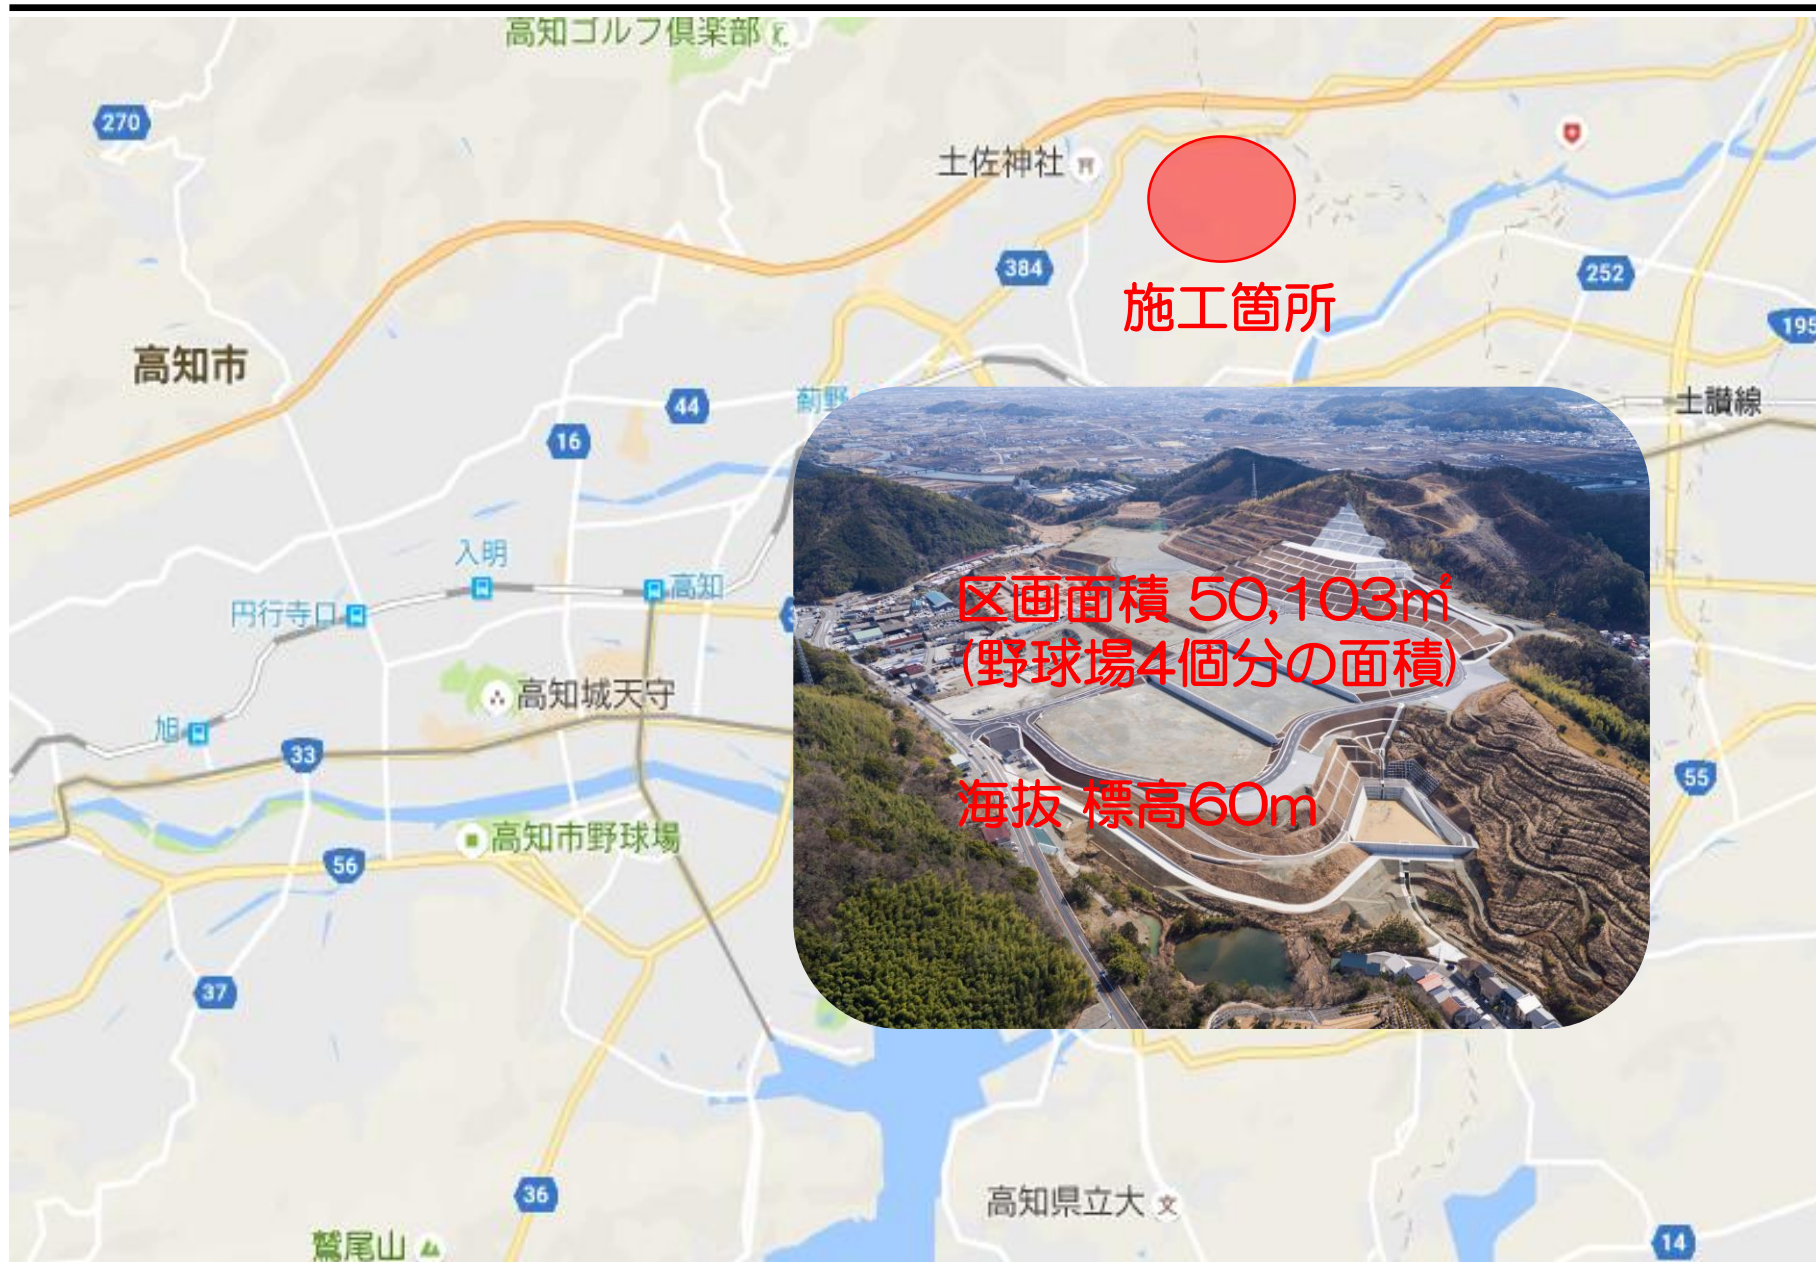 高知ゴルフ倶楽部
270
土佐神社
384
252
施工箇所
195
高知市
44
薊野
土讃線
16
入明
高知
円行寺口
区画面積 50,103㎡
(野球場4個分の面積)
高知城天守
旭
33
55
海抜 標高60m
高知市野球場
56
37
36
高知県立大
文
鷲尾山
14